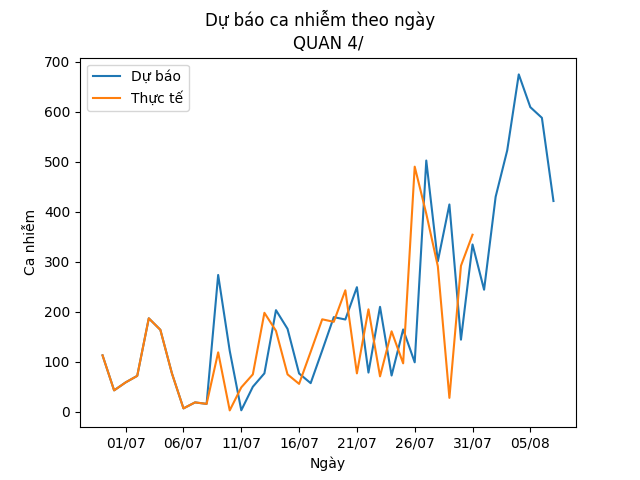 Dự báo ca nhiễm theo ngày
QUAN 4/
Dự báo
Thực tế
700
600
500
400
300
200
100
0
Ca nhiễm
01/07 06/07 11/07 16/07 21/07 26/07 31/07 05/08
Ngày